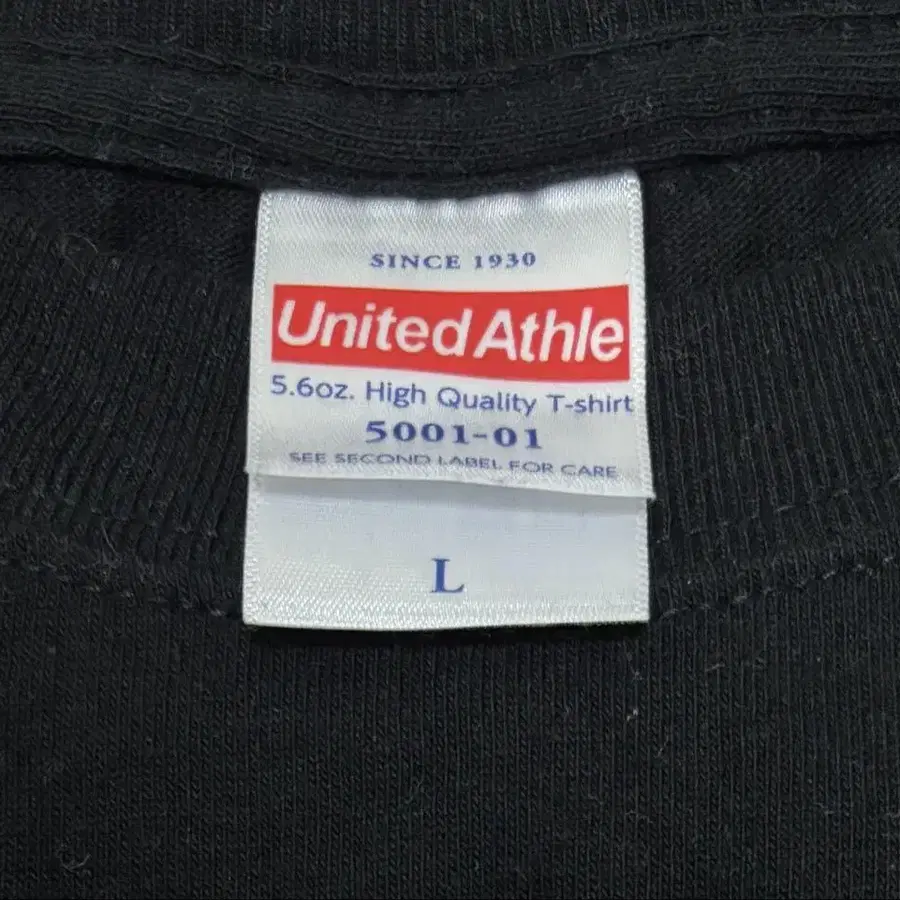 SINCE 1930
United Athle
5.6oz. High Quality T-shirt
5001-01
SEE SECOND LABEL FOR CARE
L